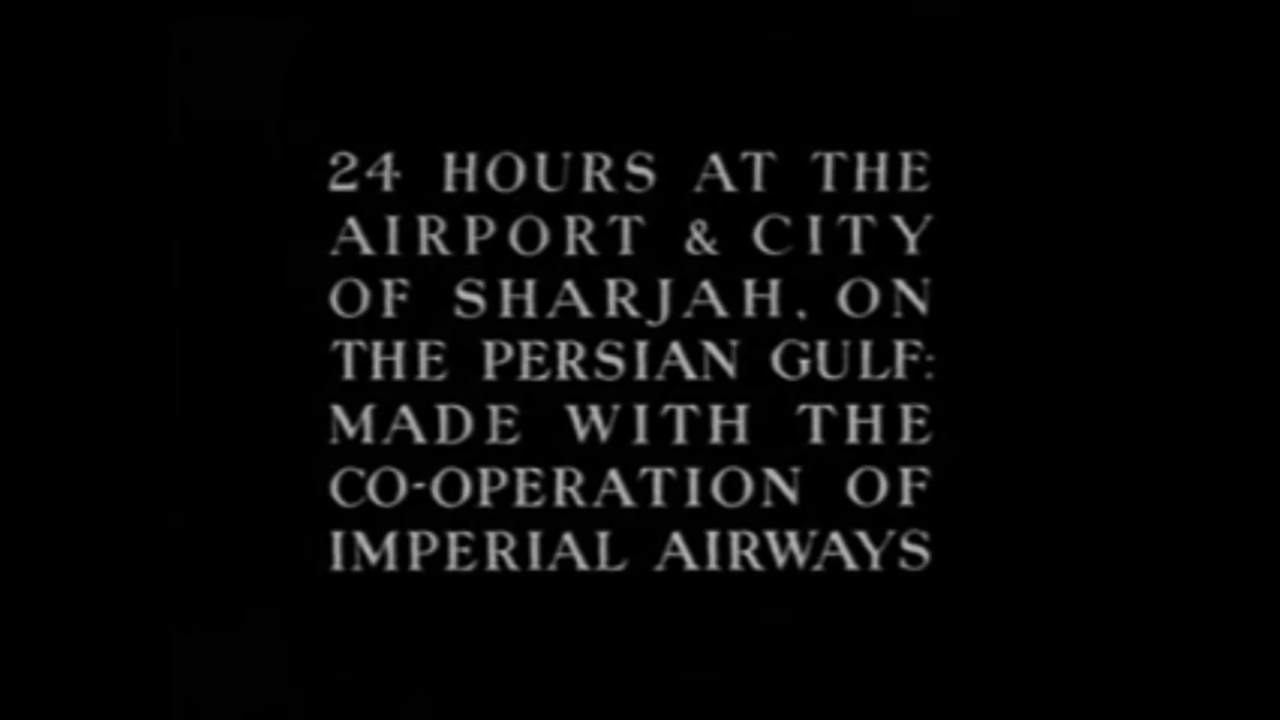 24 HOURS AT THE
AIRPORT & CITY
OF SHARJAH, ON
THE PERSIAN GULF:
MADE WITH THE
CO-OPERATION OF
IMPERIAL AIRWAYS